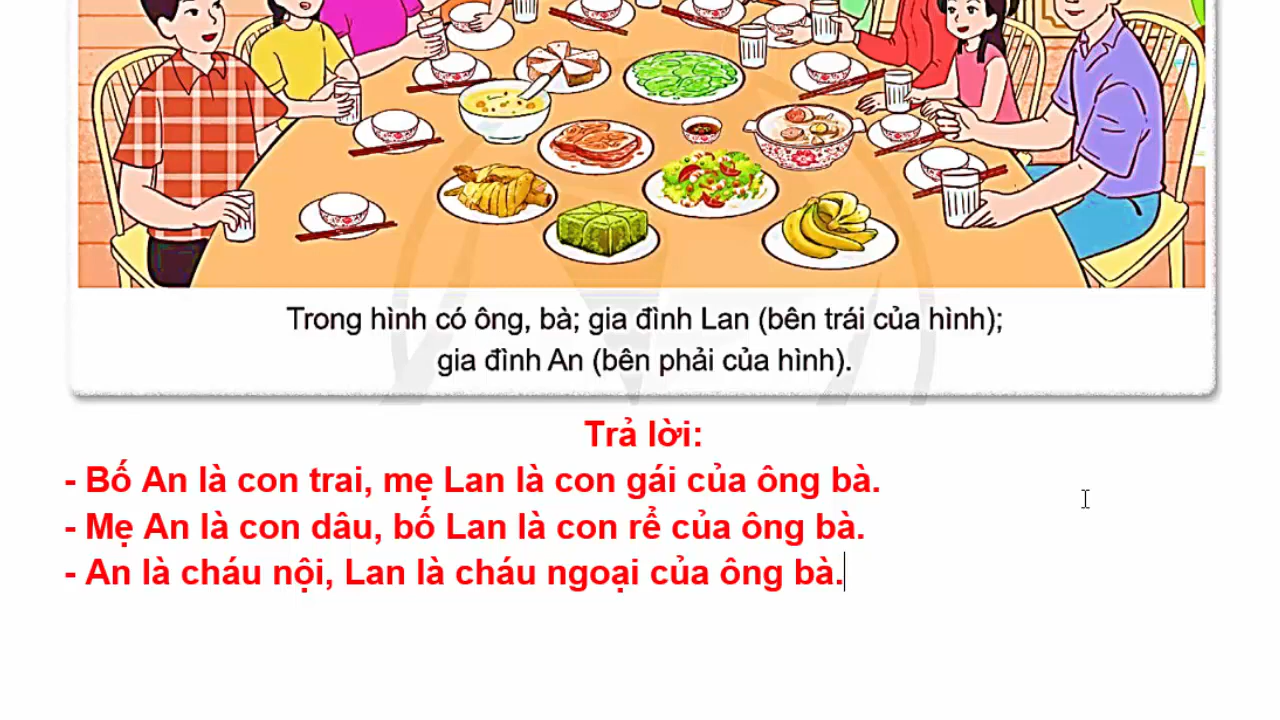 Trong hình có ông, bà; gia đình Lan (bên trái của hình);
gia đình An (bên phải của hình).
Trả lời:
- Bố An là con trai, mẹ Lan là con gái của ông bà.
- Mẹ An là con dâu, bố Lan là con rể của ông bà.
- An là cháu nội, Lan là cháu ngoại của ông bà.